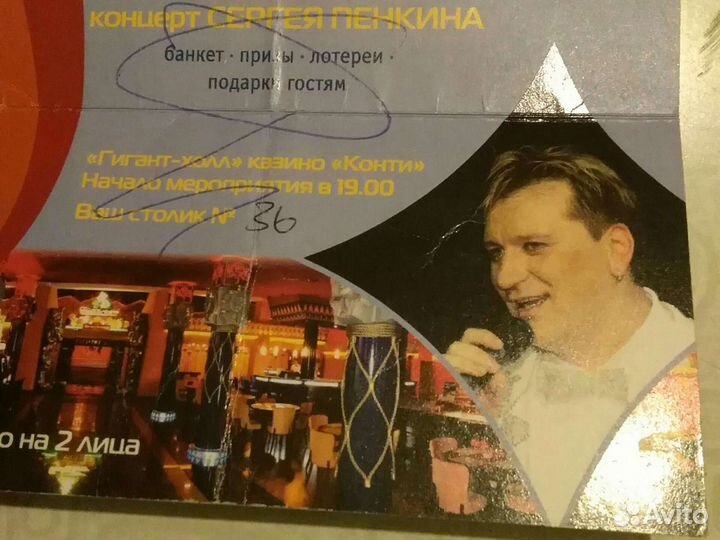 концерт СЕРГЕЯ ПЕНКИНА
банкет · призы · лотереи ·
подарки гостям
«Гигант-холл» казино «Конти»
Начало мероприятия в 19.00
Ваш столик № 36
о на 2 лица
Avito